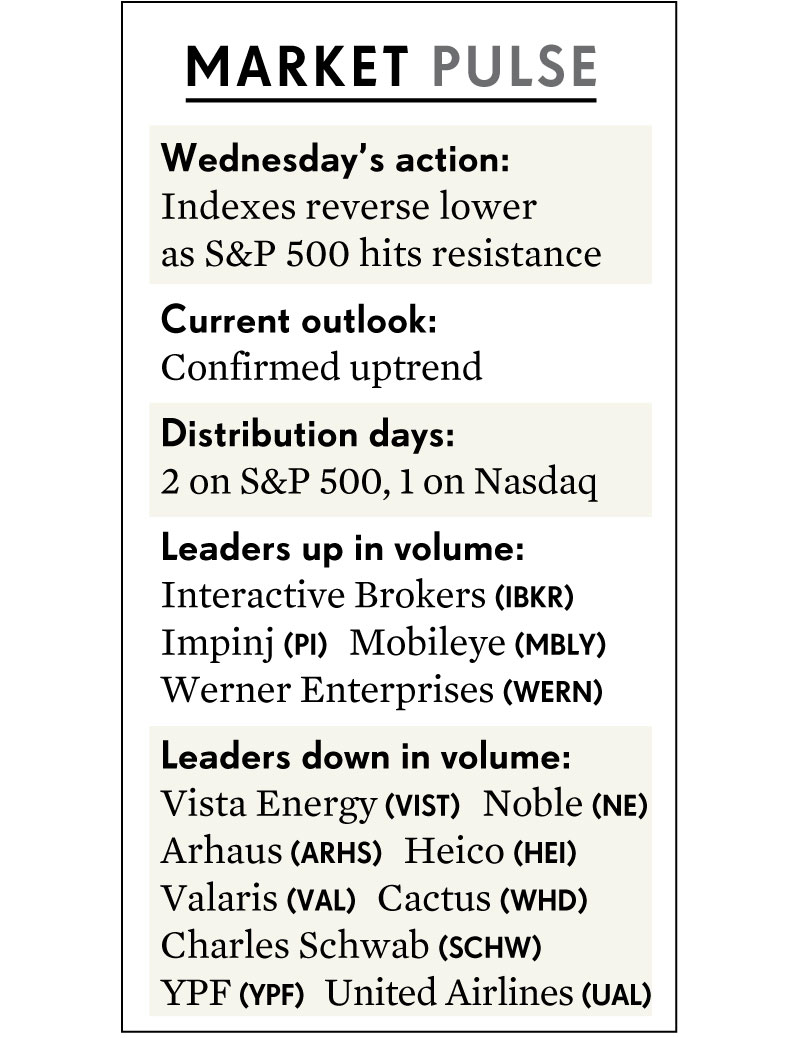 MARKET PULSE
Wednesday’s action:
Indexes reverse lower
as S&P 500 hits resistance
Current outlook:
Confirmed uptrend
Distribution days:
2 on S&P 500, 1 on Nasdaq
Leaders up in volume:
Interactive Brokers (IBKR)
Impinj (PI) Mobileye (MBLY)
Werner Enterprises (WERN)
Leaders down in volume:
Vista Energy (VIST) Noble (NE)
Arhaus (ARHS) Heico (HEI)
Valaris (VAL) Cactus (WHD)
Charles Schwab (SCHW)
YPF (YPF) United Airlines (UAL)